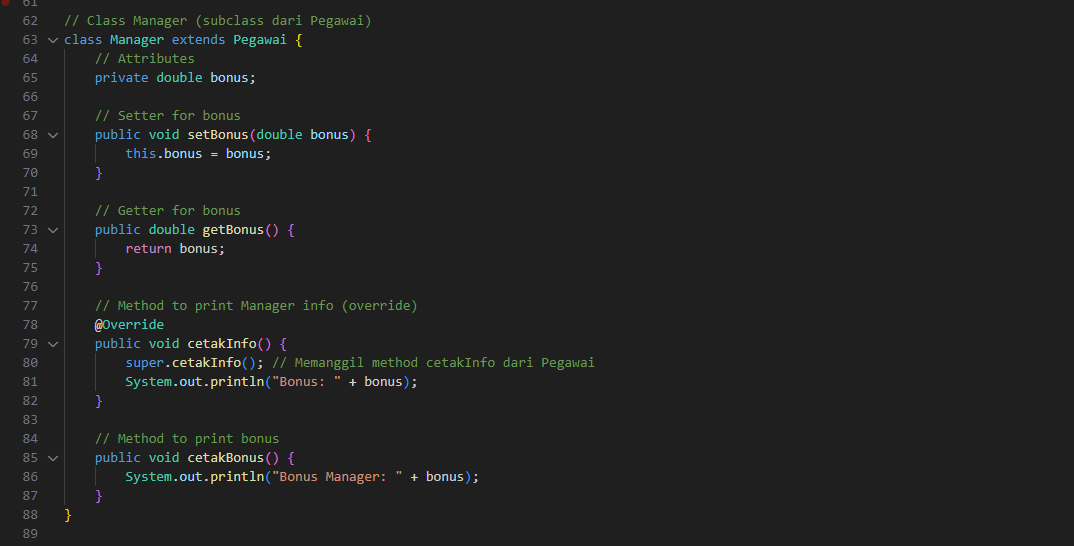 61
62 // Class Manager (subclass dari Pegawai)
63 class Manager extends Pegawai {
64     // Attributes
65     private double bonus;
66
67     // Setter for bonus
68     public void setBonus(double bonus) {
69         this.bonus = bonus;
70     }
71
72     // Getter for bonus
73     public double getBonus() {
74         return bonus;
75     }
76
77     // Method to print Manager info (override)
78     @Override
79     public void cetakInfo() {
80         super.cetakInfo(); // Memanggil method cetakInfo dari Pegawai
81         System.out.println("Bonus: " + bonus);
82     }
83
84     // Method to print bonus
85     public void cetakBonus() {
86         System.out.println("Bonus Manager: " + bonus);
87     }
88 }
89